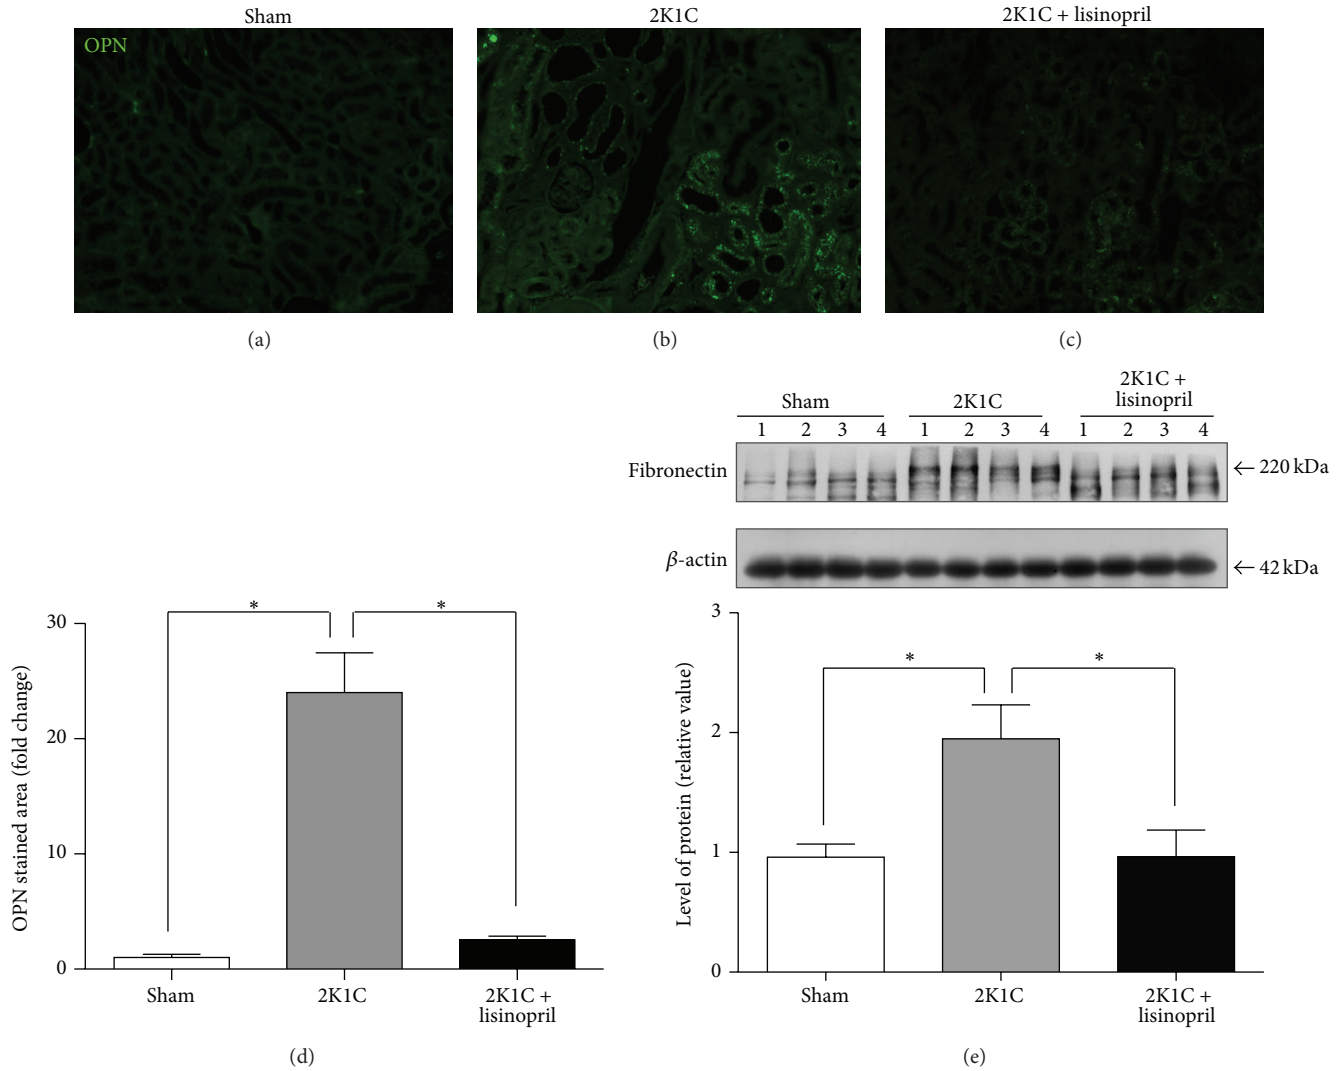 Sham
2K1C
2K1C + lisinopril
OPN
(a)
(b)
(c)
Sham
2K1C
2K1C +
lisinopril
1 2 3 4 1 2 3 4 1 2 3 4
Fibronectin
← 220 kDa
β-actin
← 42 kDa
OPN stained area (fold change)
30
20
10
0
*
*
Sham
2K1C
2K1C +
lisinopril
(d)
Level of protein (relative value)
3
2
1
0
*
*
Sham
2K1C
2K1C +
lisinopril
(e)